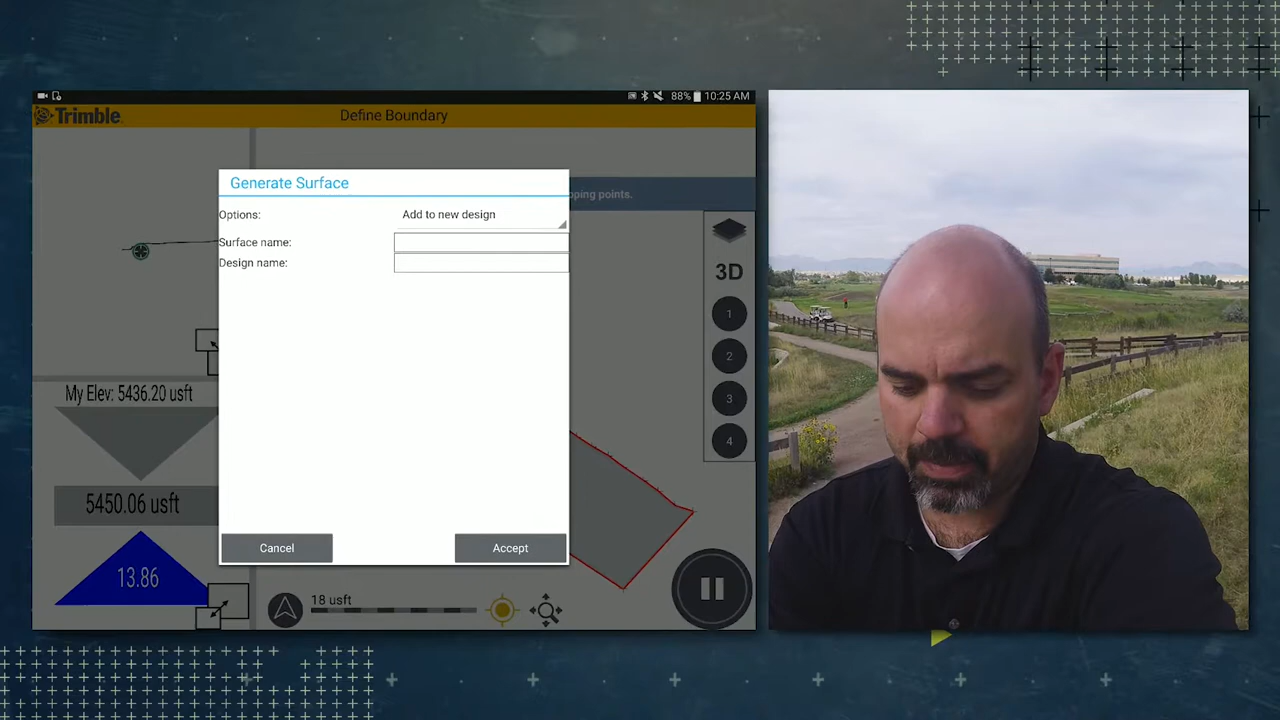 88% 10:25 AM
Trimble
Define Boundary
Generate Surface
pping points.
Options: Add to new design
Surface name:
Design name:
3D
1
2
3
4
My Elev: 5436.20 usft
5450.06 usft
13.86
Cancel Accept
18 usft